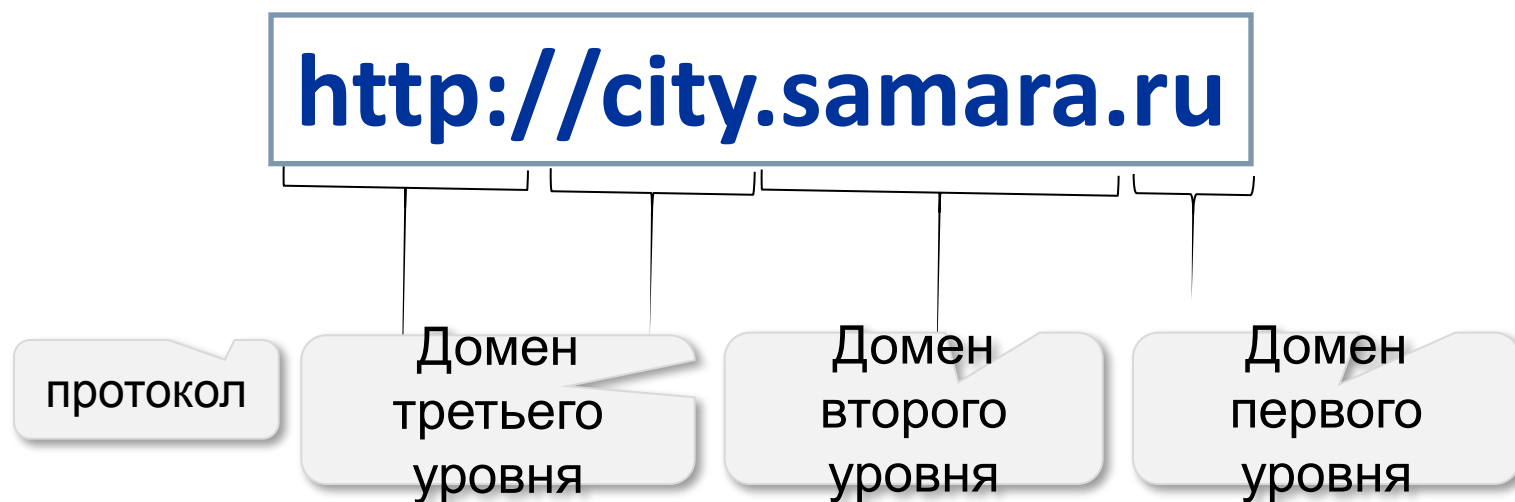 http://city.samara.ru
протокол
Домен
третьего
уровня
Домен
второго
уровня
Домен
первого
уровня